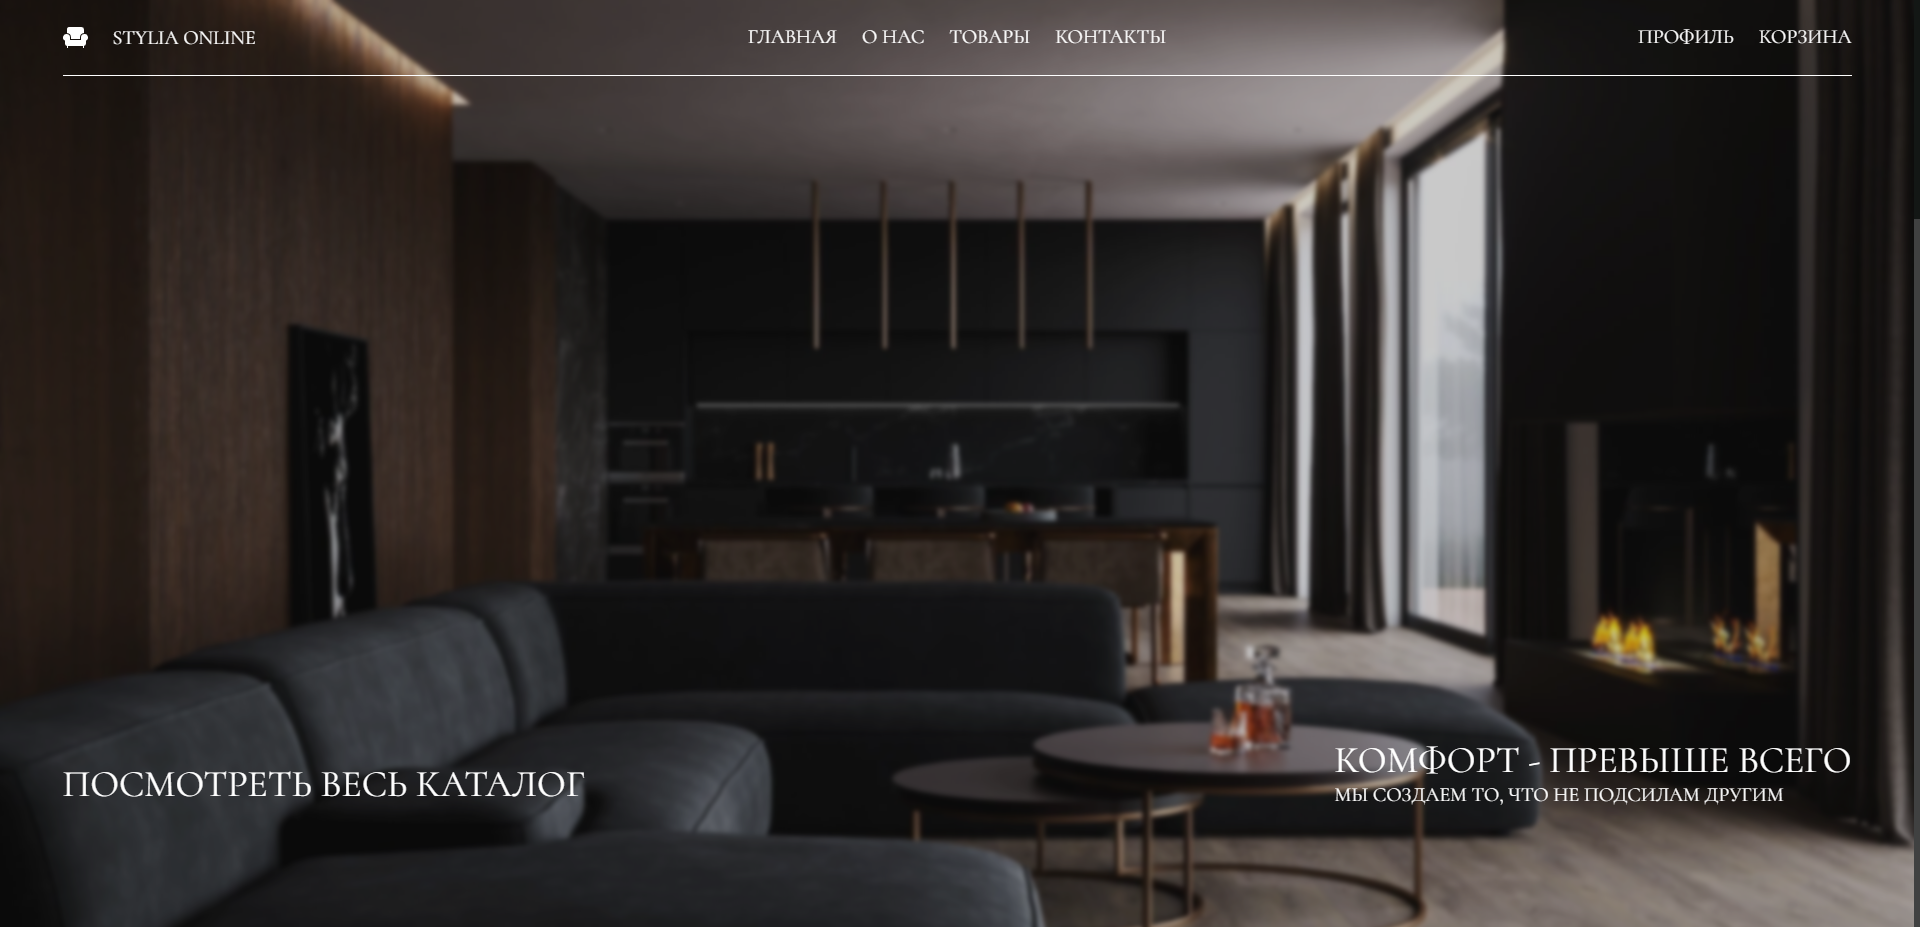 STYLIA ONLINE
ГЛАВНАЯ О НАС ТОВАРЫ КОНТАКТЫ
ПРОФИЛЬ КОРЗИНА
ПОСМОТРЕТЬ ВЕСЬ КАТАЛОГ
КОМФОРТ - ПРЕВЫШЕ ВСЕГО
МЫ СОЗДАЕМ ТО, ЧТО НЕ ПОДСИЛАМ ДРУГИМ